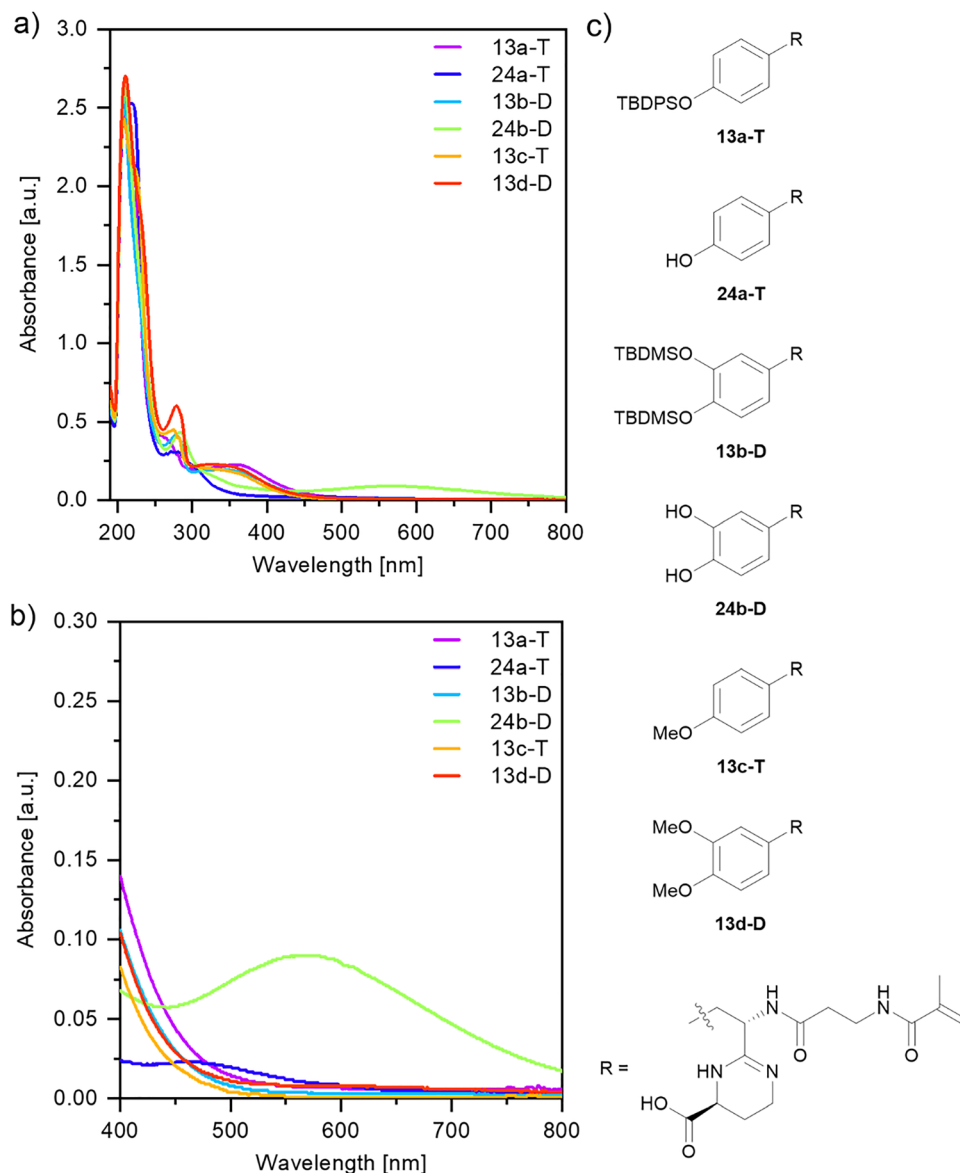 a)
Absorbance [a.u.]
3.0
2.5
2.0
1.5
1.0
0.5
0.0
200 300 400 500 600 700 800
Wavelength [nm]
13a-T
24a-T
13b-D
24b-D
13c-T
13d-D
b)
Absorbance [a.u.]
0.30
0.25
0.20
0.15
0.10
0.05
0.00
400 500 600 700 800
Wavelength [nm]
13a-T
24a-T
13b-D
24b-D
13c-T
13d-D
c)
R
TBDPSO
13a-T
R
HO
24a-T
TBDMSO R
TBDMSO
13b-D
HO R
HO
24b-D
R
MeO
13c-T
MeO R
MeO
13d-D
H H
N N
O O
R = HN N
HO
O